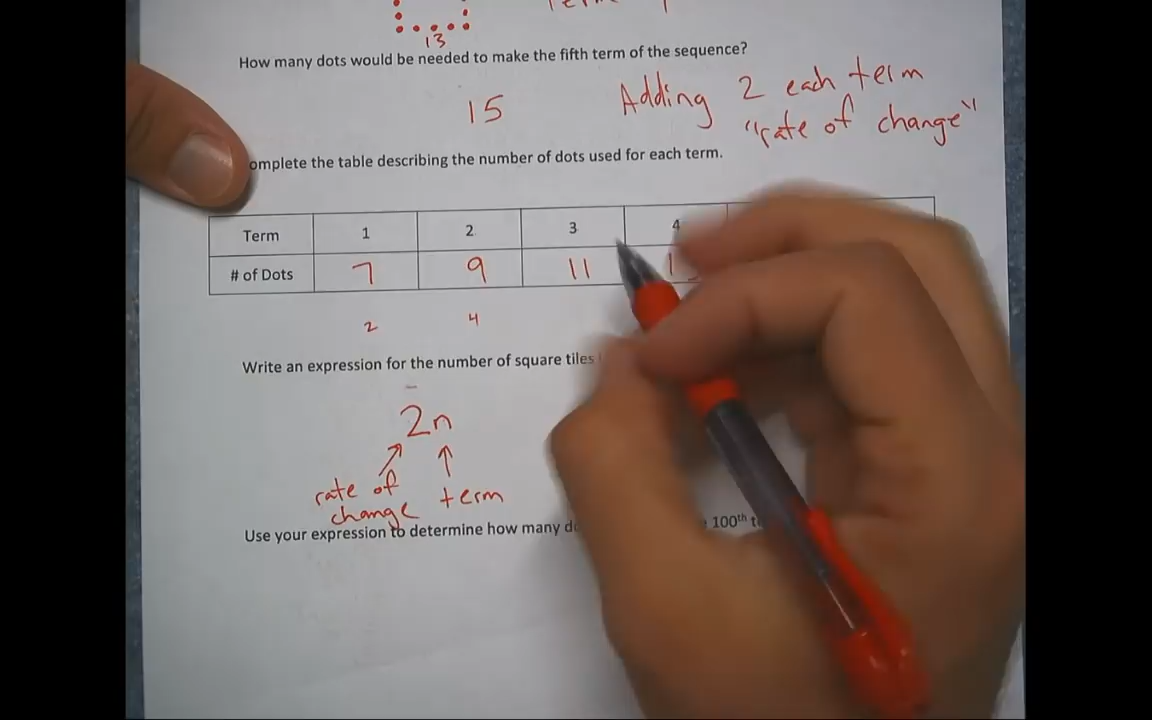 13
How many dots would be needed to make the fifth term of the sequence?
15
Adding 2 each term
"rate of change"
omplete the table describing the number of dots used for each term.
Term 1 2 3 4
# of Dots 7 9 11
2 4
Write an expression for the number of square tiles
2n
rate of change
term
Use your expression to determine how many d 100th t